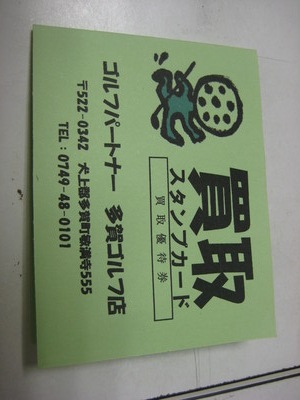 買取
スタンプカード
買取優待券
ゴルフパートナー 多賀ゴルフ店
〒522-0342 犬上郡多賀町敏満寺555
TEL：0749-48-0101